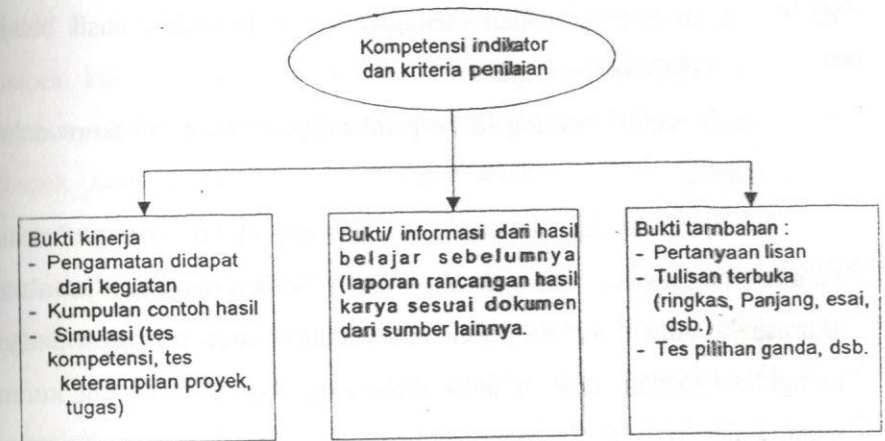 Kompetensi indikator
dan kriteria penilaian
Bukti kinerja
- Pengamatan didapat
dari kegiatan
- Kumpulan contoh hasil
- Simulasi (tes
kompetensi, tes
keterampilan proyek,
tugas)
Bukti/ informasi dari hasil
belajar sebelumnya
(laporan rancangan hasil
karya sesuai dokumen
dari sumber lainnya.
Bukti tambahan :
- Pertanyaan lisan
- Tulisan terbuka
(ringkas, Panjang, esai,
dsb.)
- Tes pilihan ganda, dsb.